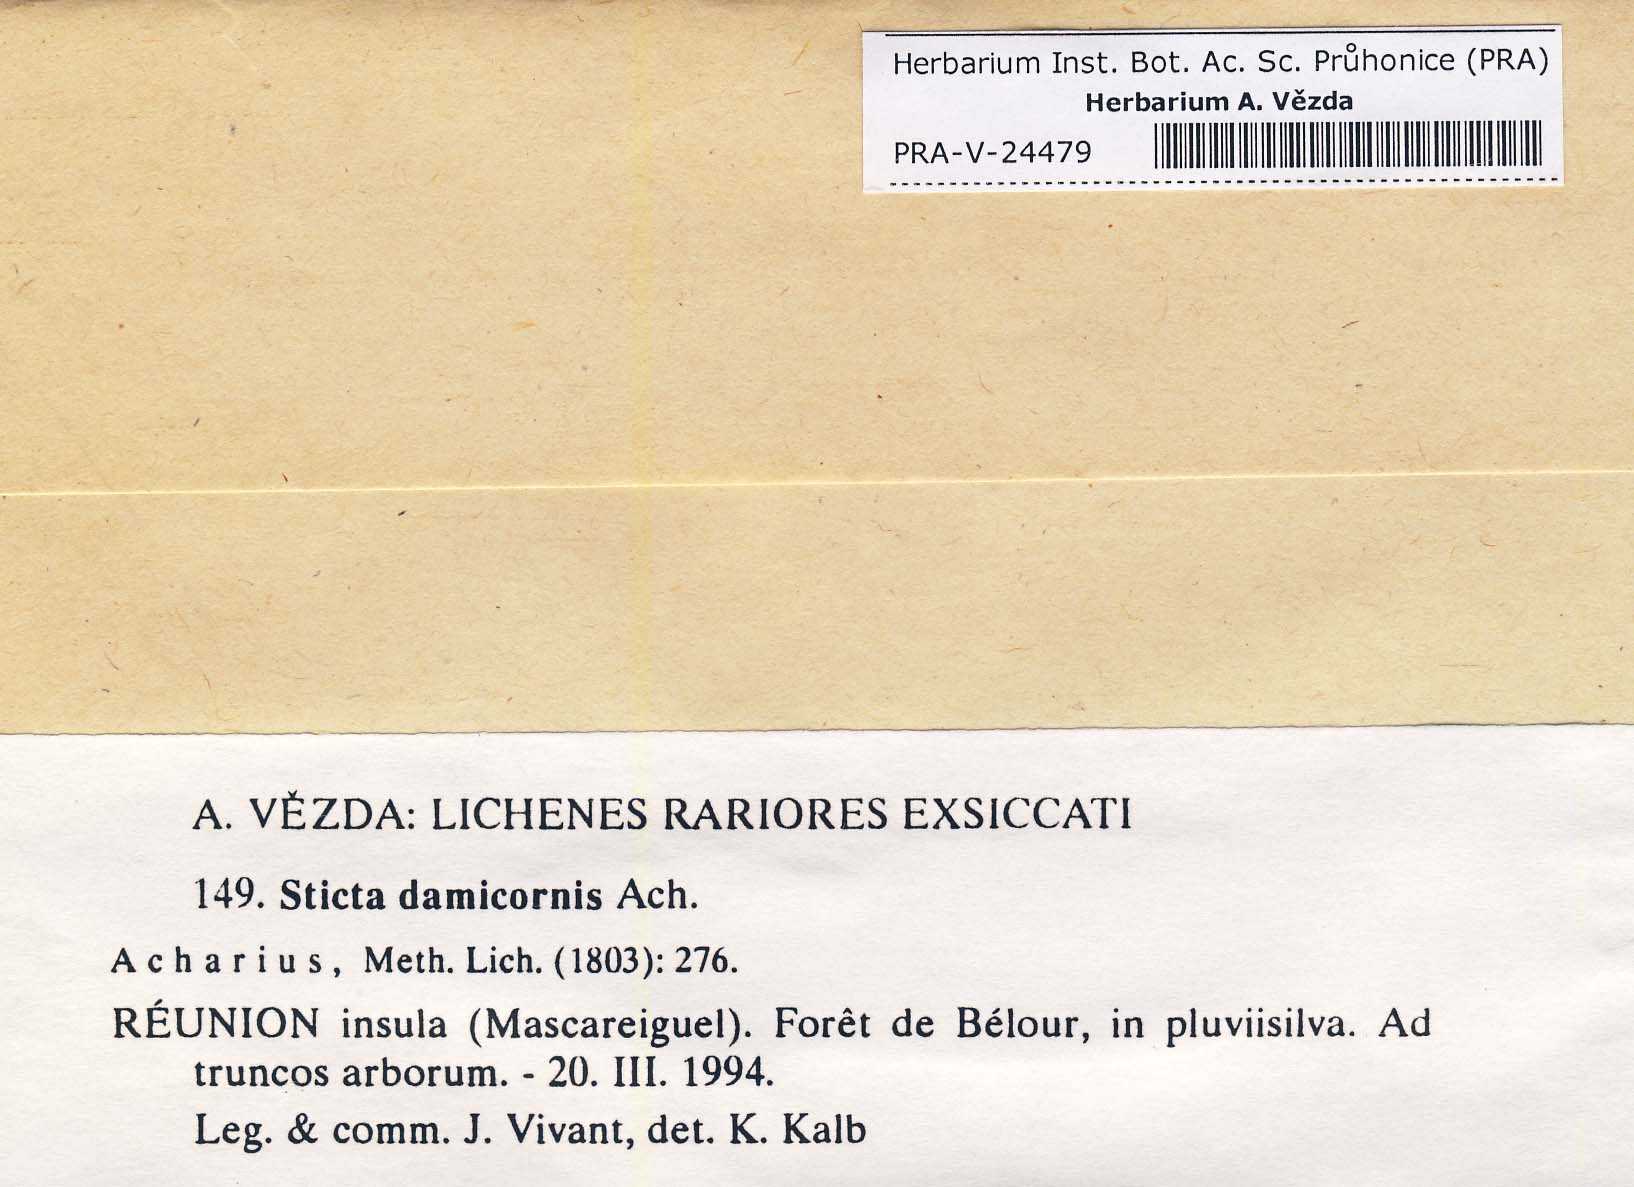 Herbarium Inst. Bot. Ac. Sc. Průhonice (PRA)
Herbarium A. Vězda
PRA-V-24479
A. VĚZDA: LICHENES RARIORES EXSICCATI
149. Sticta damicornis Ach.
Acharius, Meth. Lich. (1803): 276.
RÉUNION insula (Mascareiguel). Forêt de Bélour, in pluviisilva. Ad
truncos arborum. - 20. III. 1994.
Leg. & comm. J. Vivant, det. K. Kalb